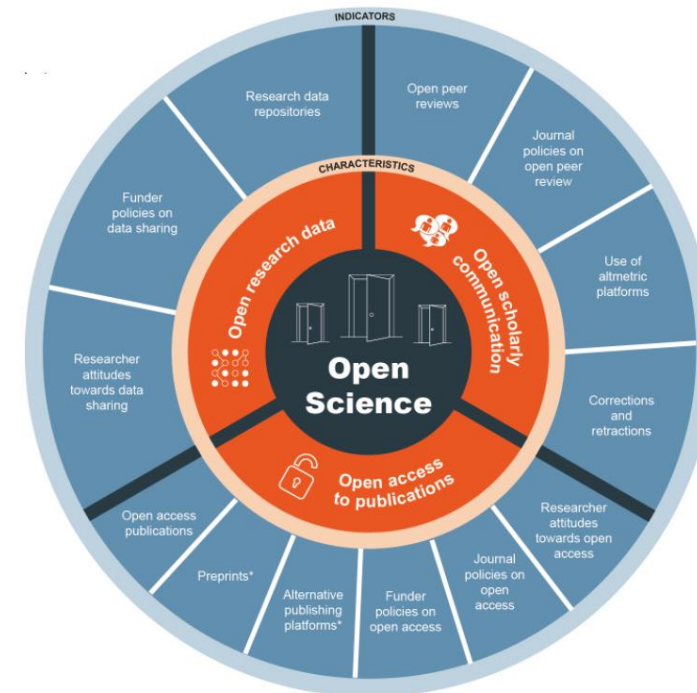 INDICATORS
Research data
repositories
Open peer
reviews
Journal
policies on
open peer
review
Use of
altmetric
platforms
Corrections
and
retractions
Researcher
attitudes
towards open
access
Journal
policies on
open
access
Funder
policies on
open access
Alternative
publishing
platforms*
Preprints*
Open access
publications
Researcher
attitudes
towards data
sharing
Funder
policies on
data sharing
CHARACTERISTICS
Open research data
Open scholarly
communication
Open access
to publications
Open
Science